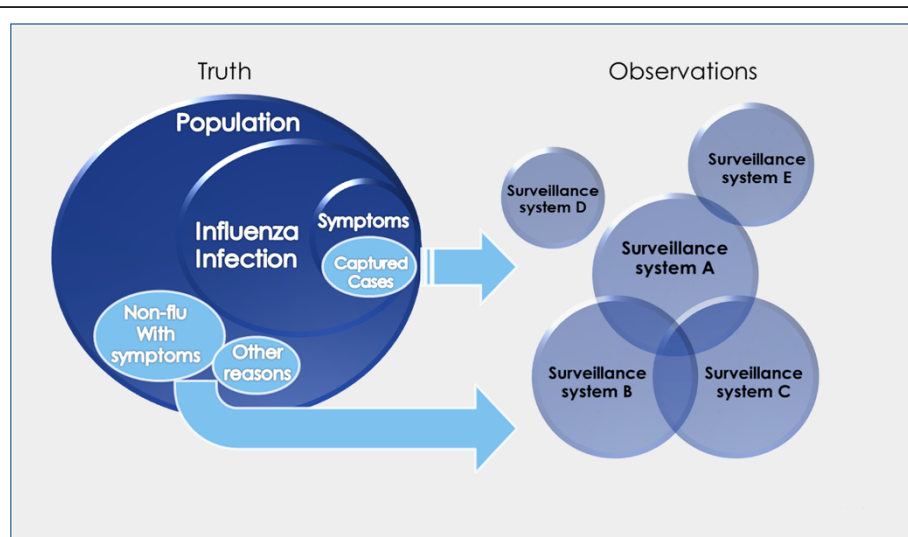 Truth
Population
Influenza
Infection
Symptoms
Captured
Cases
Non-flu
With
symptoms
Other
reasons
Observations
Surveillance
system E
Surveillance
system D
Surveillance
system A
Surveillance
system B
Surveillance
system C